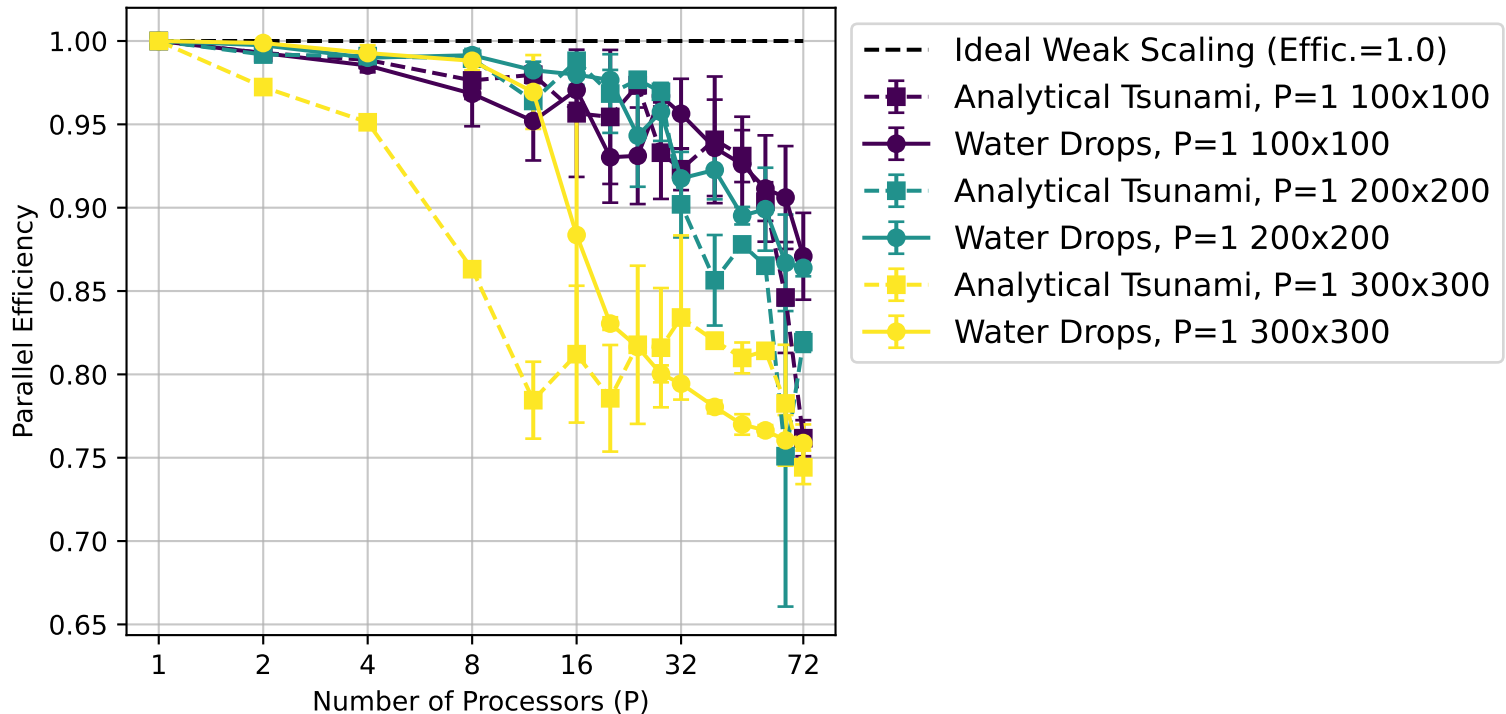 1.00
0.95
0.90
0.85
0.80
0.75
0.70
0.65
Parallel Efficiency
1
2
4
8
16
32
72
Number of Processors (P)
Ideal Weak Scaling (Effic.=1.0)
Analytical Tsunami, P=1 100x100
Water Drops, P=1 100x100
Analytical Tsunami, P=1 200x200
Water Drops, P=1 200x200
Analytical Tsunami, P=1 300x300
Water Drops, P=1 300x300